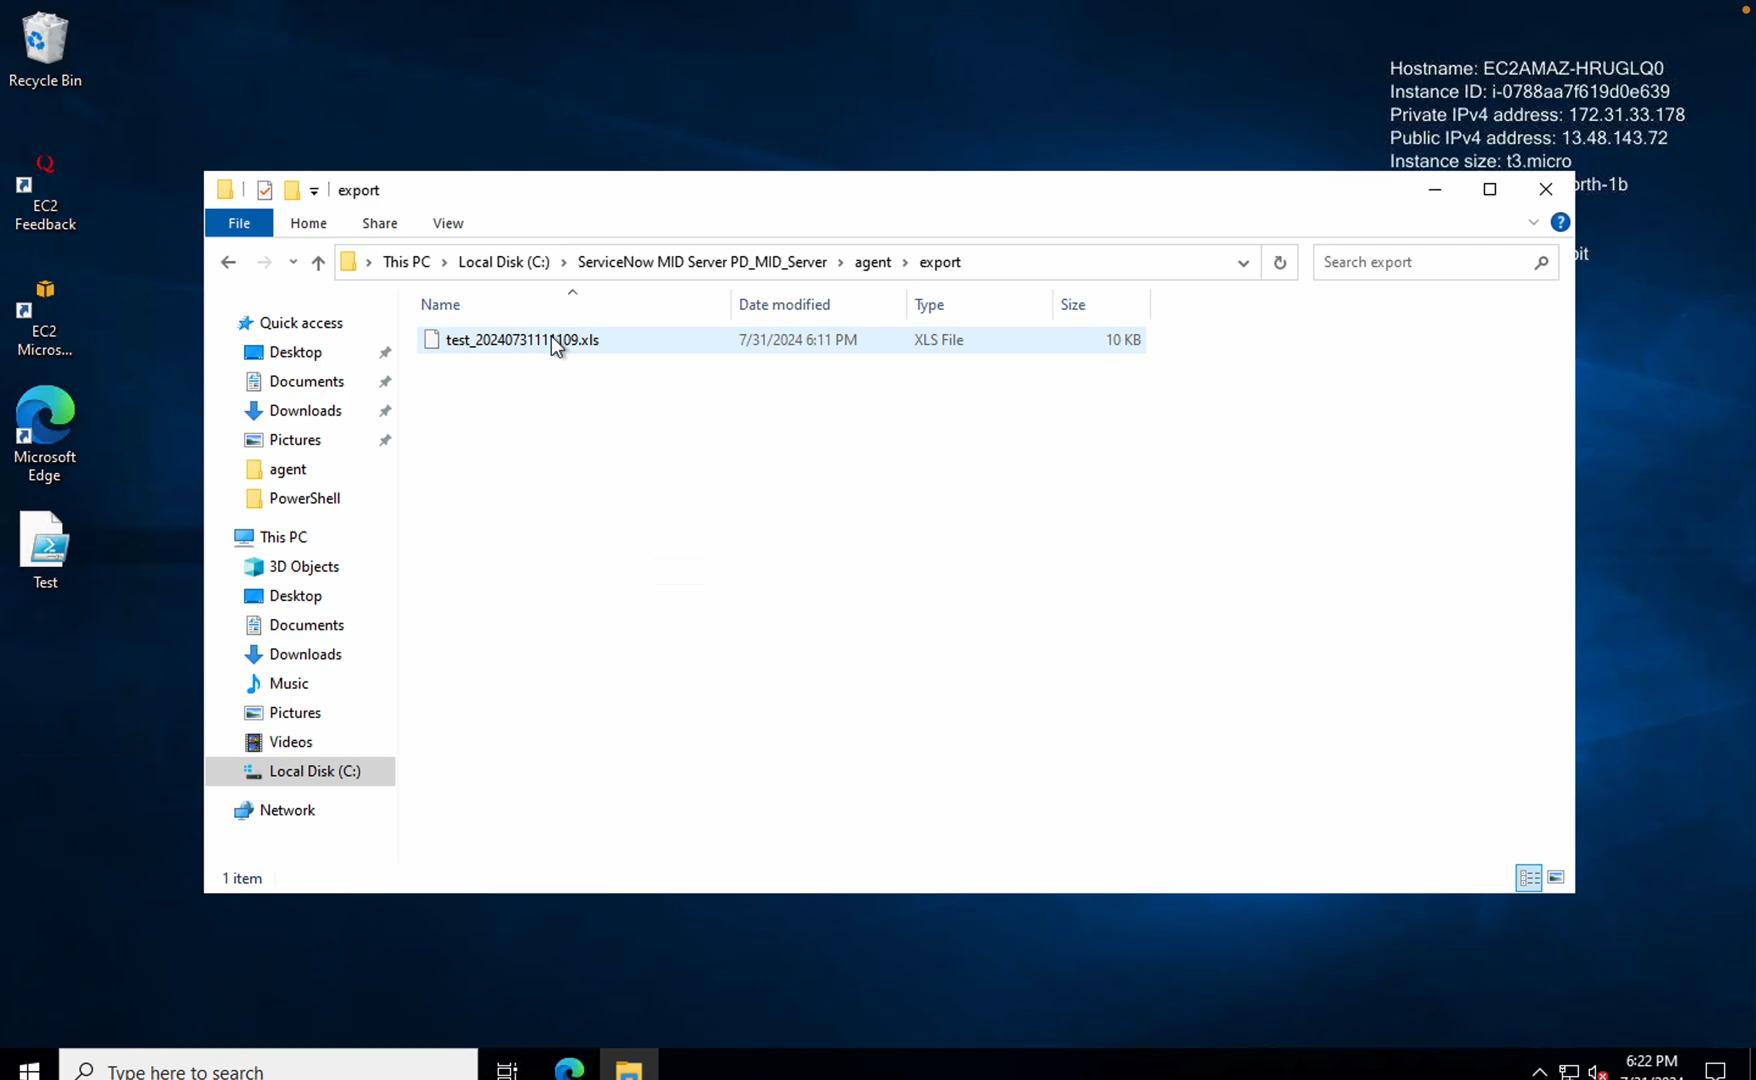 Recycle Bin
EC2
Feedback
EC2
Micros...
Microsoft
Edge
Test
Hostname: EC2AMAZ-HRUGLQ0
Instance ID: i-0788aa7f619d0e639
Private IPv4 address: 172.31.33.178
Public IPv4 address: 13.48.143.72
Instance size: t3.micro
orth-1b
bit
export
File Home Share View
This PC Local Disk (C:) ServiceNow MID Server PD_MID_Server agent export
Search export
Name Date modified Type Size
test_20240731111109.xls 7/31/2024 6:11 PM XLS File 10 KB
Quick access
Desktop
Documents
Downloads
Pictures
agent
PowerShell
This PC
3D Objects
Desktop
Documents
Downloads
Music
Pictures
Videos
Local Disk (C:)
Network
1 item
Type here to search
6:22 PM